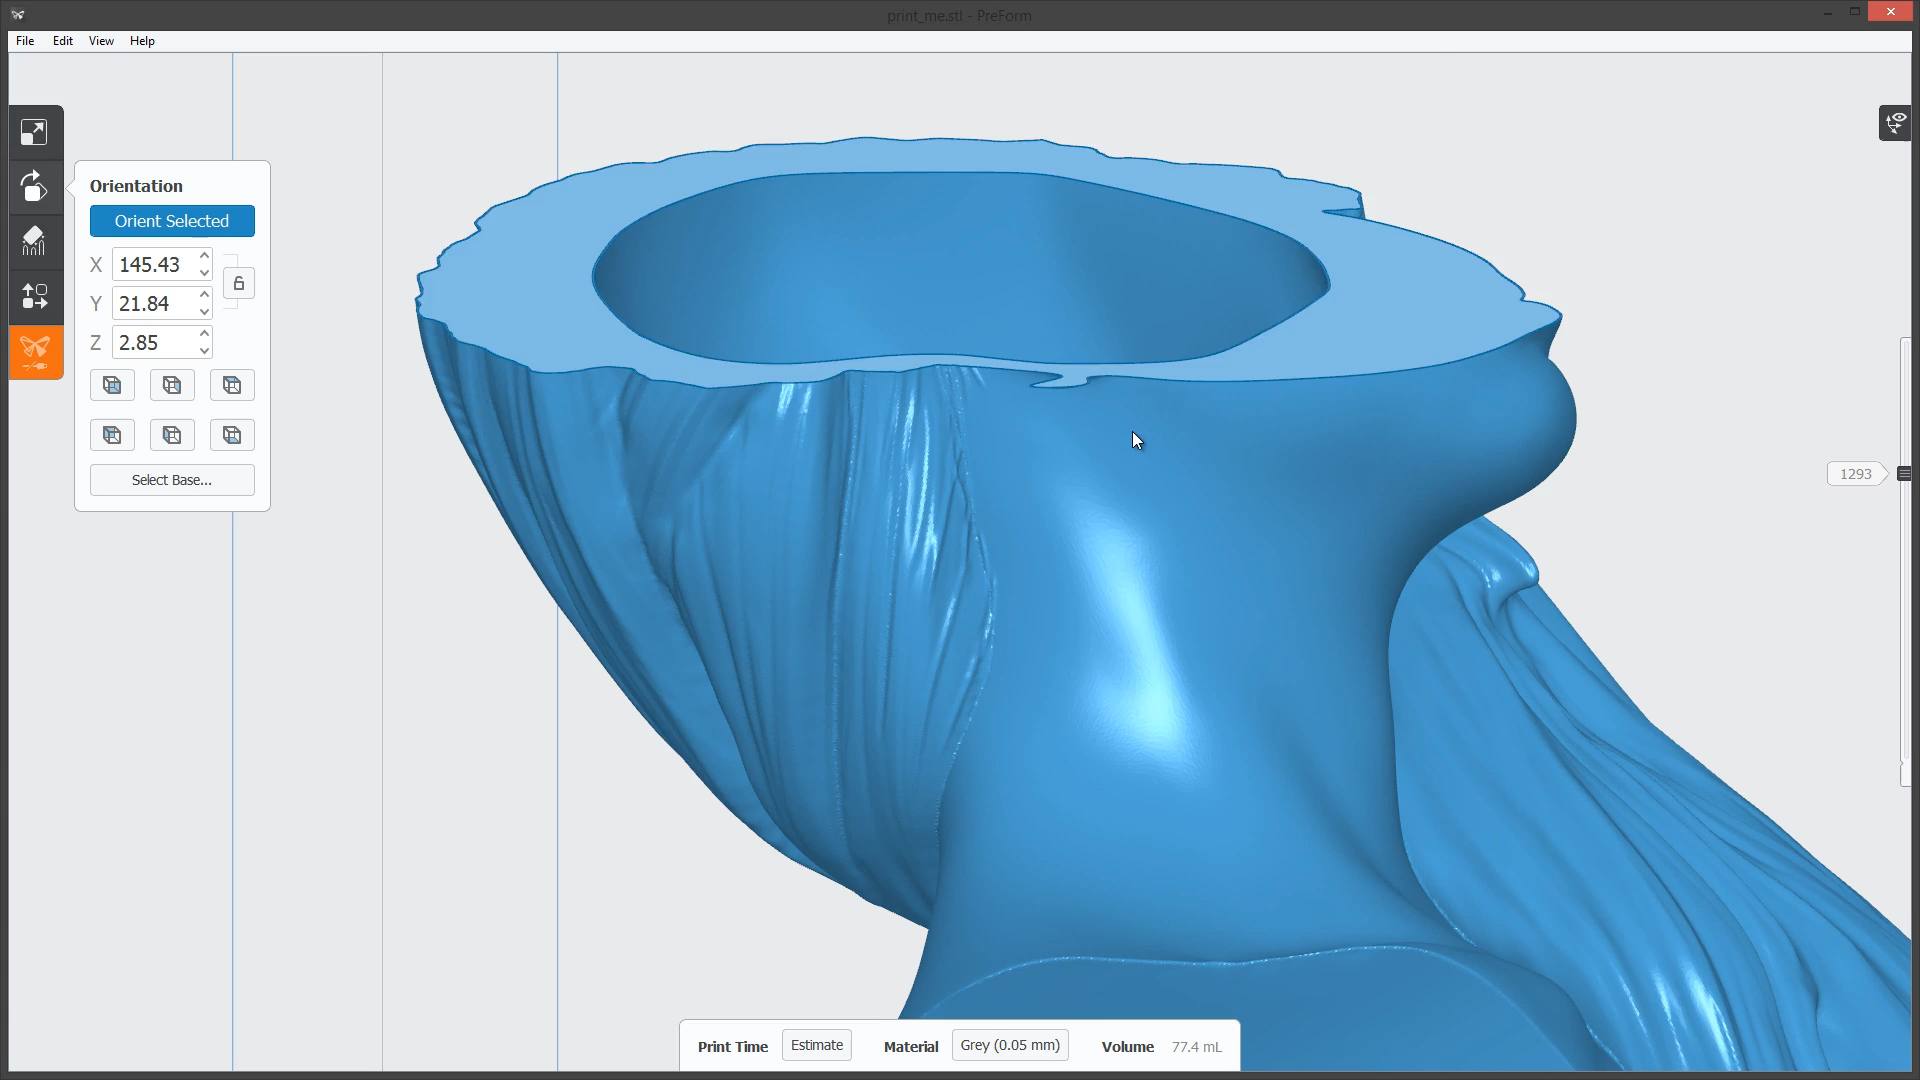 print_me.stl - PreForm
File Edit View Help
Orientation
Orient Selected
X 145.43
Y 21.84
Z 2.85
Select Base...
1293
Print Time Estimate Material Grey (0.05 mm) Volume 77.4 mL